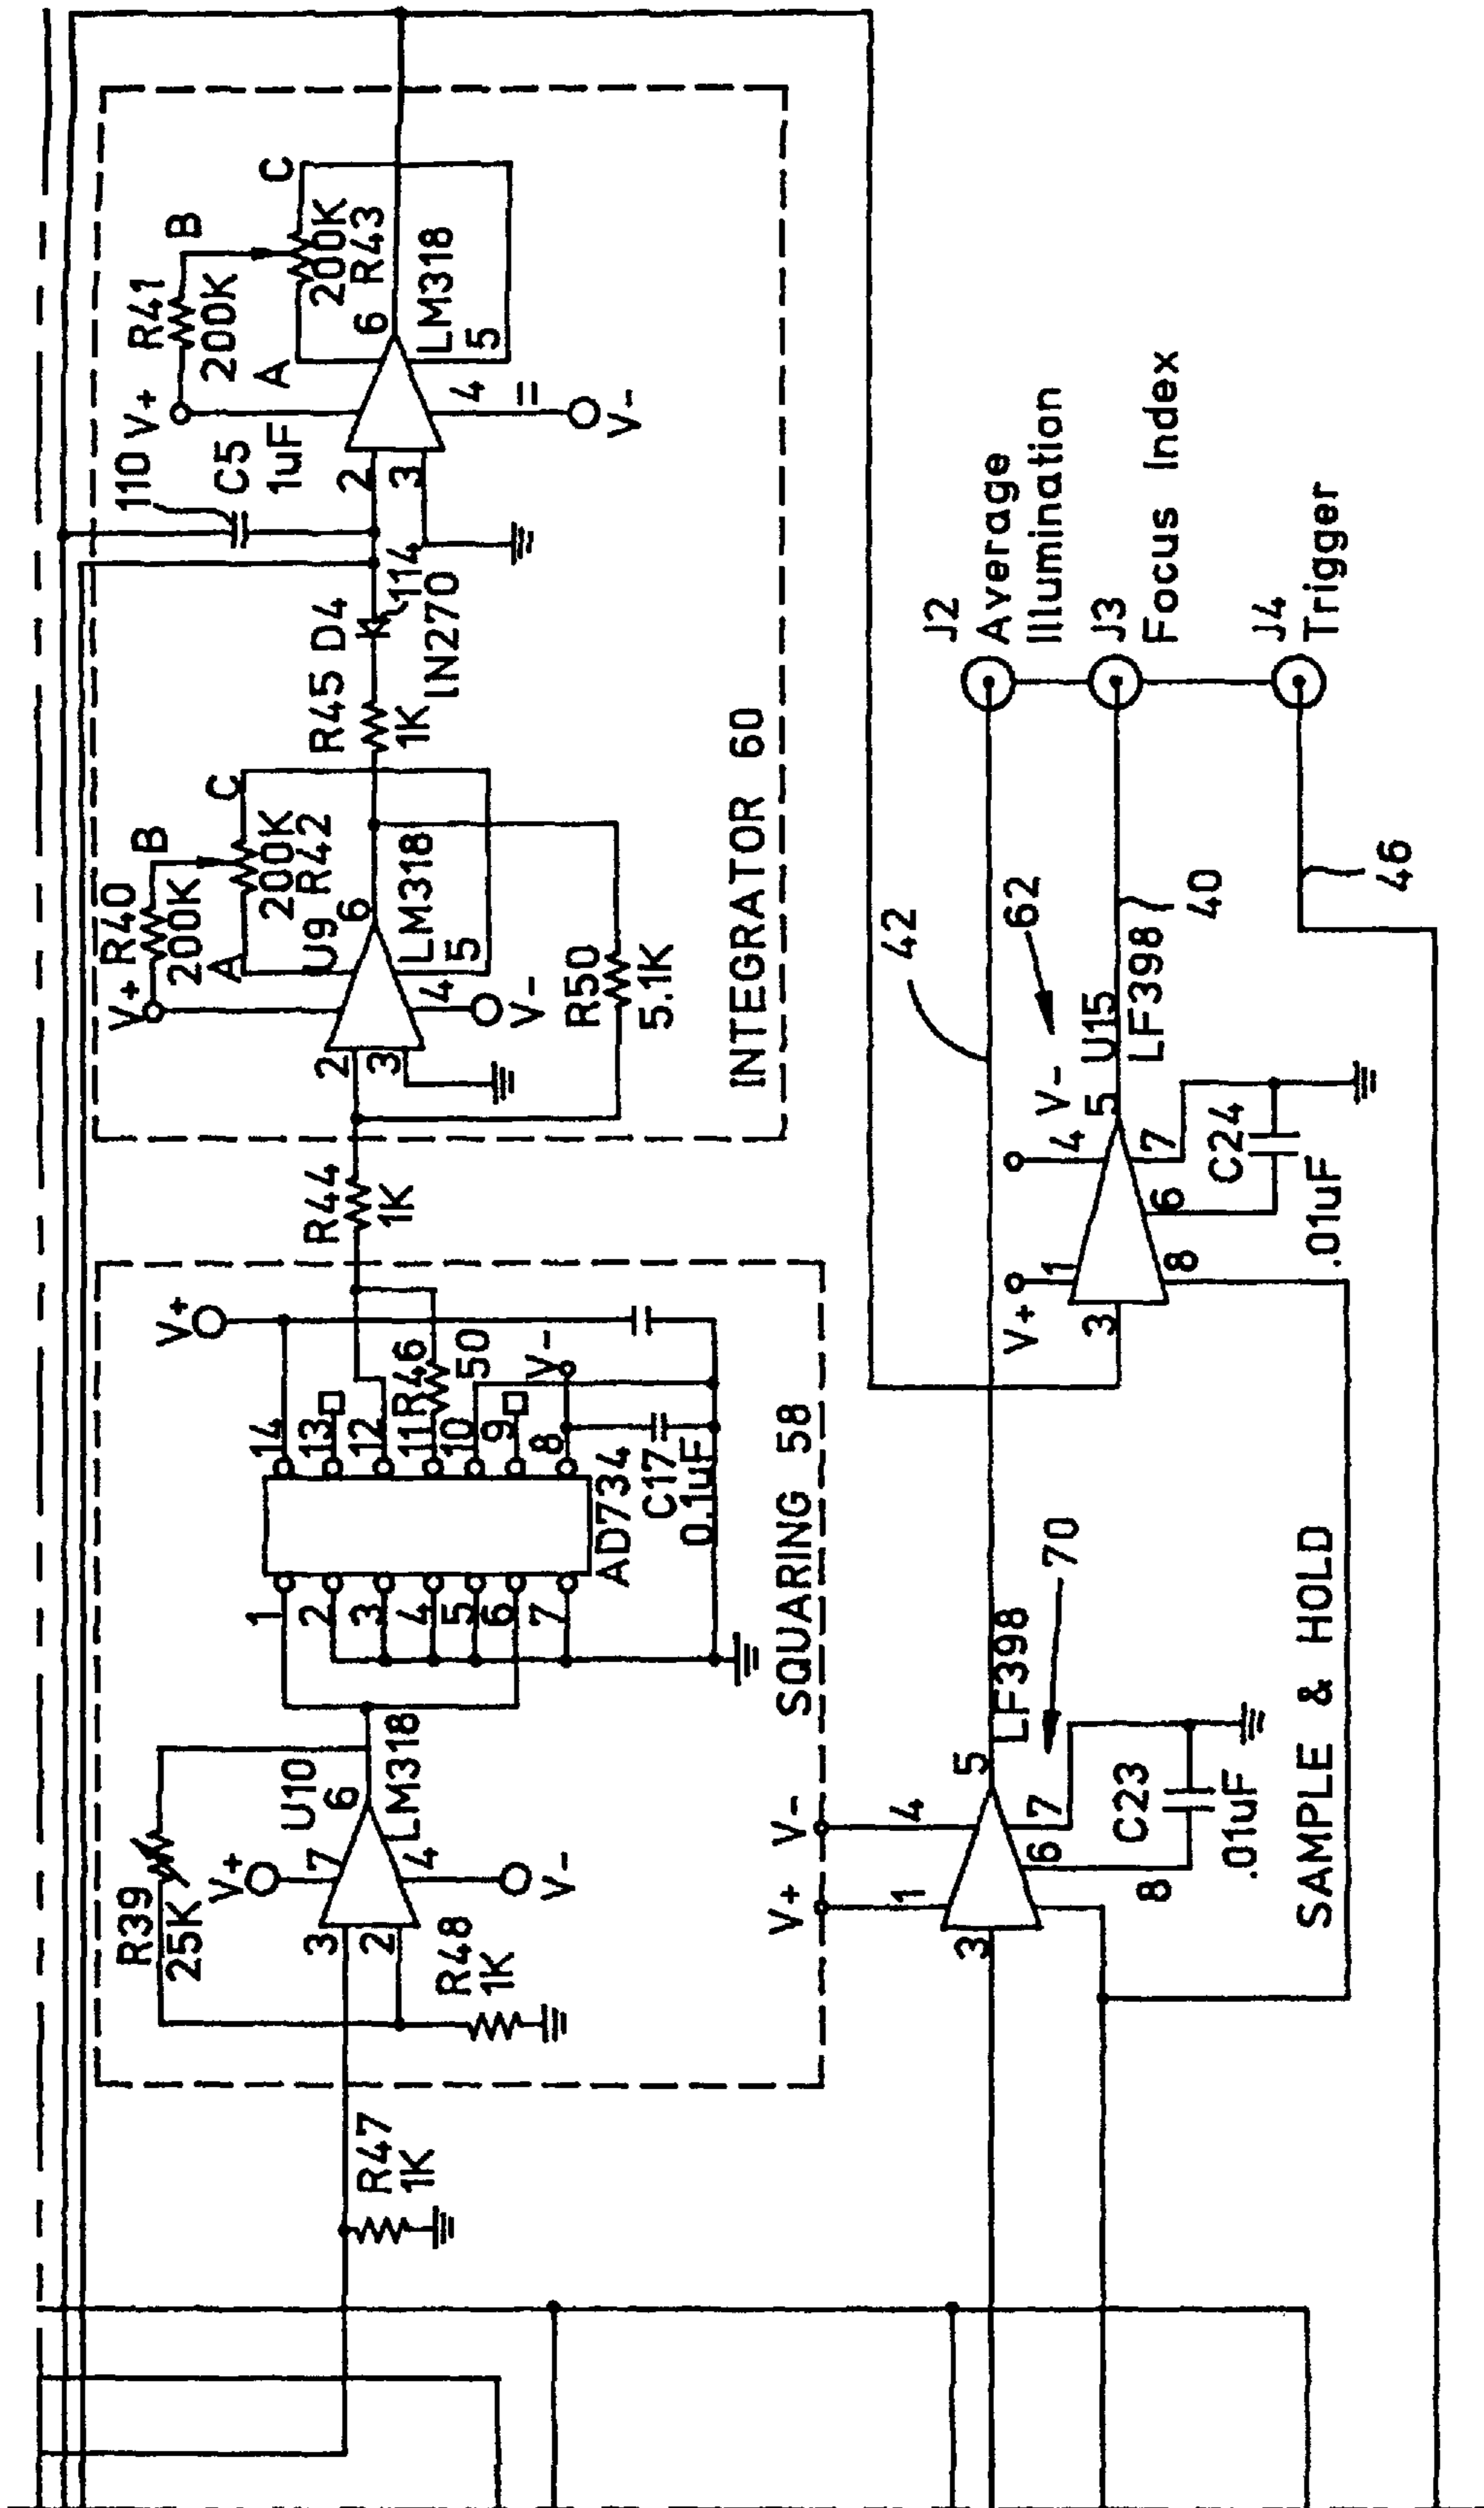 C
B
R41
200K
200K
R43
V+
A
6
LM318
5
110
C5
1uF
4
=
V-
2
3
114
R45 D4
1K
IN270
C
B
R40
200K
200K
R42
V+
A
U9
6
LM318
5
4
V-
2
3
R50
5.1K
INTEGRATOR 60
R44
1K
V+
14
13
12
11
10
9
8
R46
50
V-
C17
0.1uF
AD734
1
2
3
4
5
6
7
SQUARING 58
U10
6
LM318
R39
25K
V+
7
4
V-
3
2
R48
1K
R47
1K
J2
Average
Illumination
J3
Focus Index
J4
Trigger
42
62
40
46
U15
LF398
V-
4
5
7
6
8
C24
.01uF
V+
1
3
LF398
70
5
V-
4
7
6
8
C23
.01uF
V+
1
3
SAMPLE & HOLD